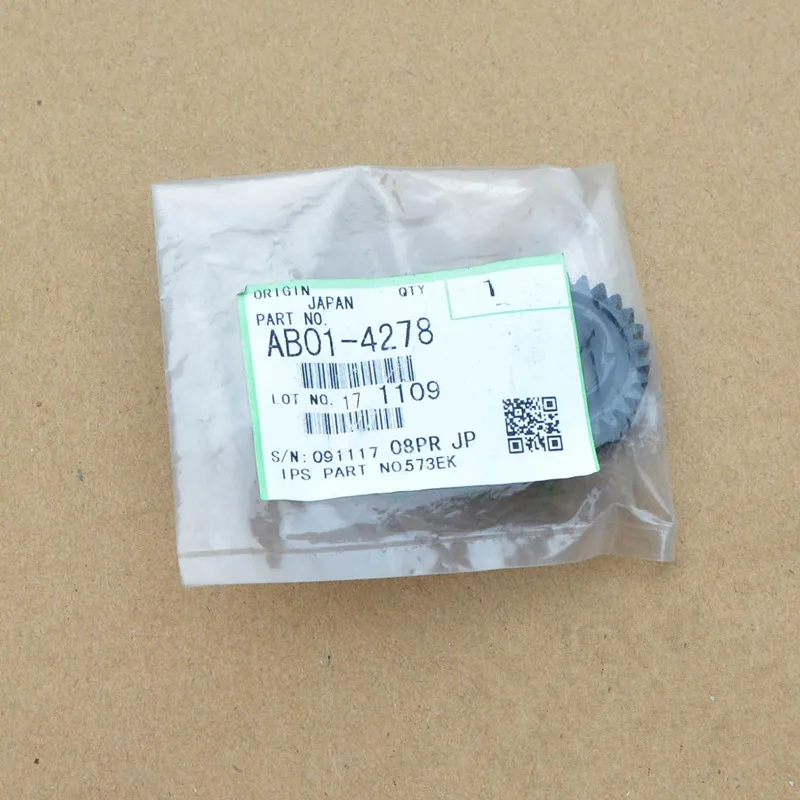 ORIGIN QTY 1
JAPAN
PART NO.
AB01-4278
LOT NO. 17 1109
S/N: 091117 08PR JP
IPS PART NO573EK